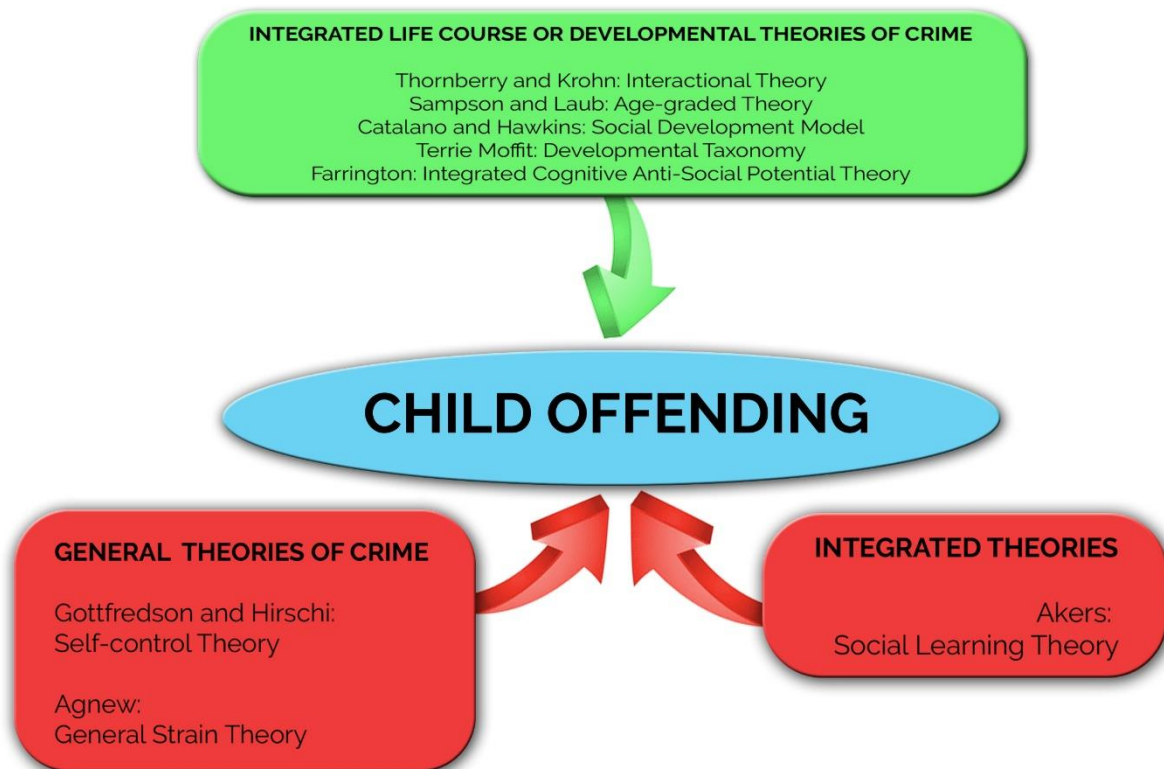 INTEGRATED LIFE COURSE OR DEVELOPMENTAL THEORIES OF CRIME
Thornberry and Krohn: Interactional Theory
Sampson and Laub: Age-graded Theory
Catalano and Hawkins: Social Development Model
Terrie Moffit: Developmental Taxonomy
Farrington: Integrated Cognitive Anti-Social Potential Theory
CHILD OFFENDING
GENERAL THEORIES OF CRIME
Gottfredson and Hirschi:
Self-control Theory
Agnew:
General Strain Theory
INTEGRATED THEORIES
Akers:
Social Learning Theory